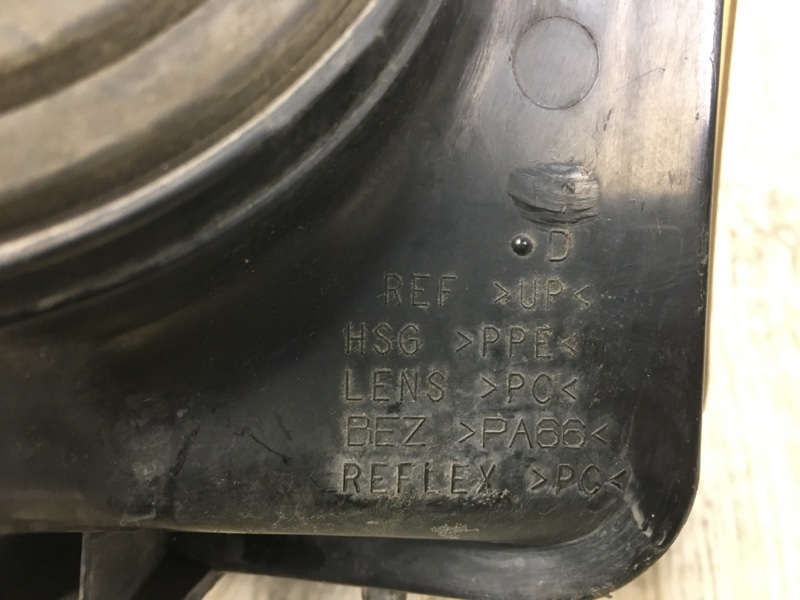 D
REF >UP<
HSG >PPE<
LENS >PC<
BEZ >PA66<
REFLEX >PC<